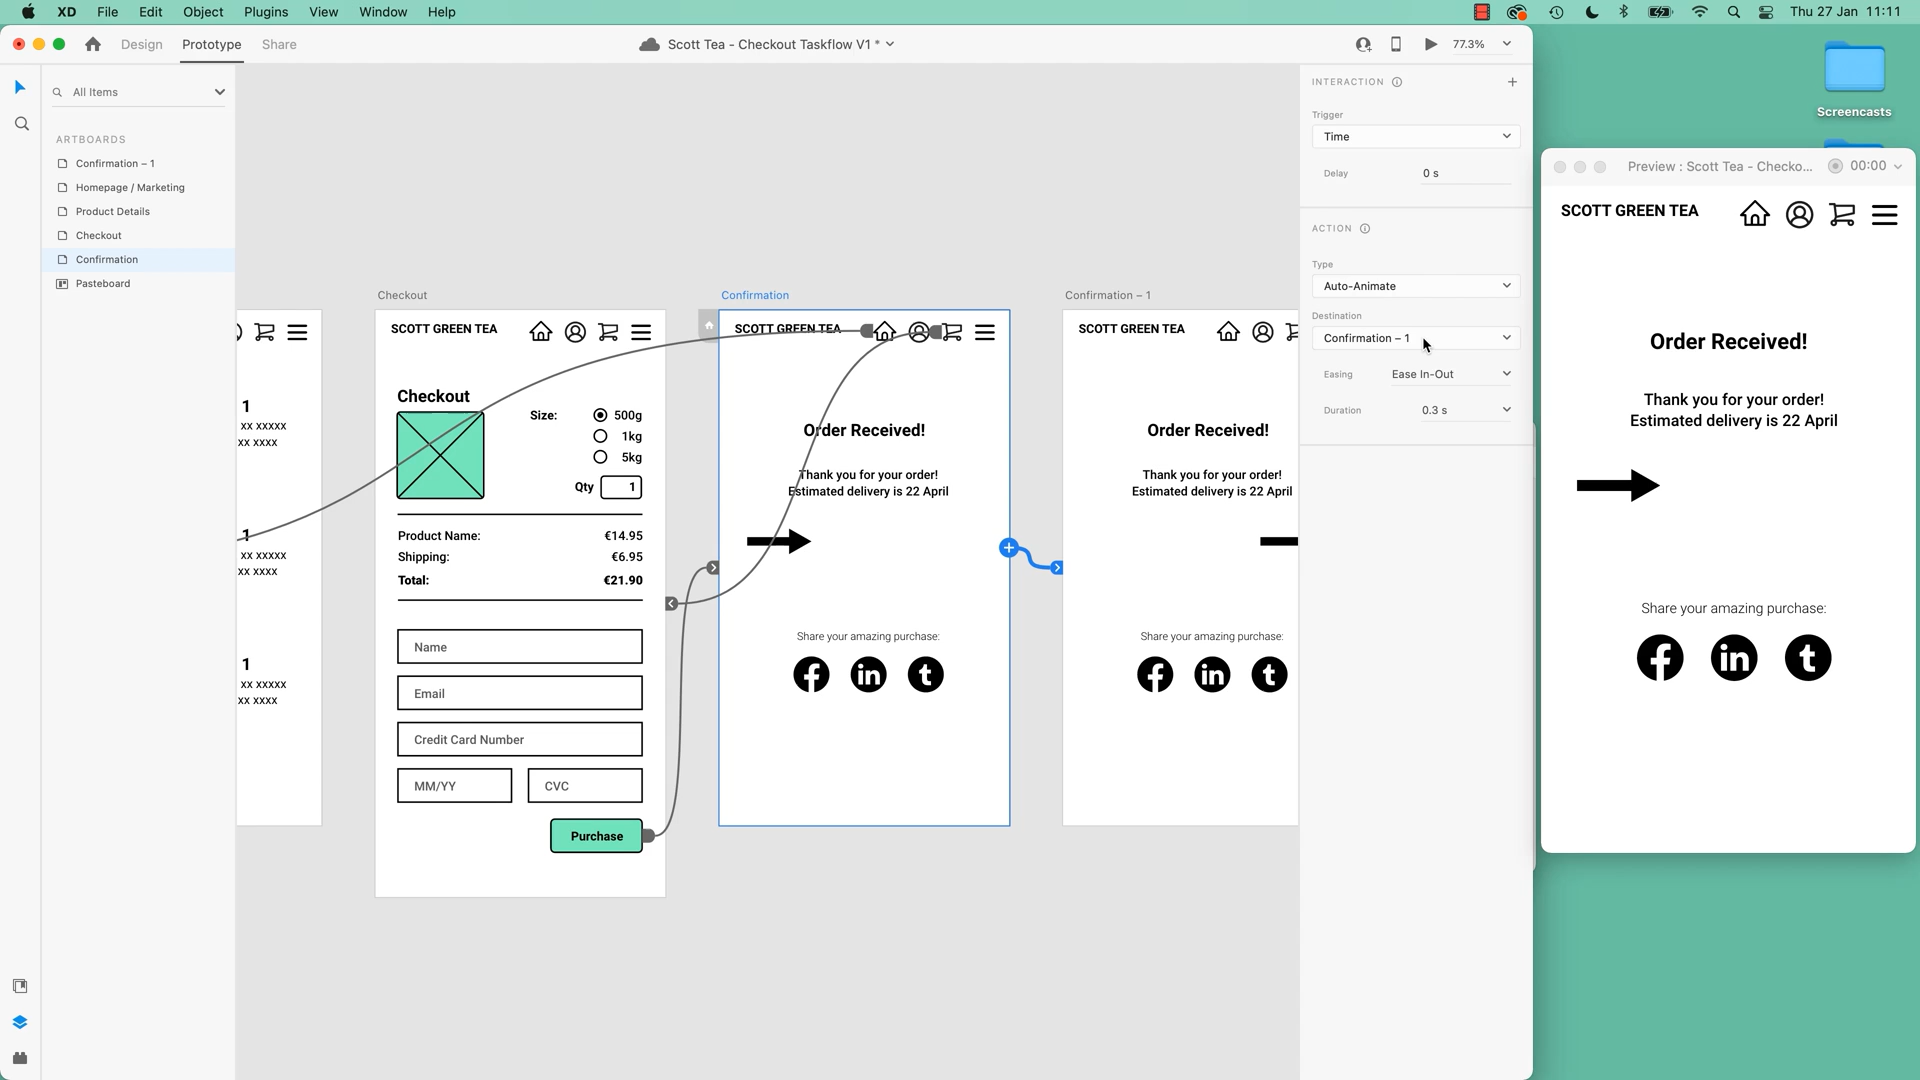 XD File Edit Object Plugins View Window Help
Thu 27 Jan 11:11
Design Prototype Share
Scott Tea - Checkout Taskflow V1 *
77.3%
Screencasts
All Items
ARTBOARDS
Confirmation – 1
Homepage / Marketing
Product Details
Checkout
Confirmation
Pasteboard
1
xx xxxxx
xx xxxx
1
xx xxxxx
xx xxxx
1
xx xxxxx
xx xxxx
Checkout
SCOTT GREEN TEA
Checkout
Size:
500g
1kg
5kg
Qty 1
Product Name: €14.95
Shipping: €6.95
Total: €21.90
Name
Email
Credit Card Number
MM/YY CVC
Purchase
Confirmation
SCOTT GREEN TEA
Order Received!
Thank you for your order!
Estimated delivery is 22 April
Share your amazing purchase:
f in t
Confirmation – 1
SCOTT GREEN TEA
Order Received!
Thank you for your order!
Estimated delivery is 22 April
Share your amazing purchase:
f in t
INTERACTION
Trigger
Time
Delay 0 s
ACTION
Type
Auto-Animate
Destination
Confirmation – 1
Easing Ease In-Out
Duration 0.3 s
Preview : Scott Tea - Checko... 00:00
SCOTT GREEN TEA
Order Received!
Thank you for your order!
Estimated delivery is 22 April
Share your amazing purchase:
f in t